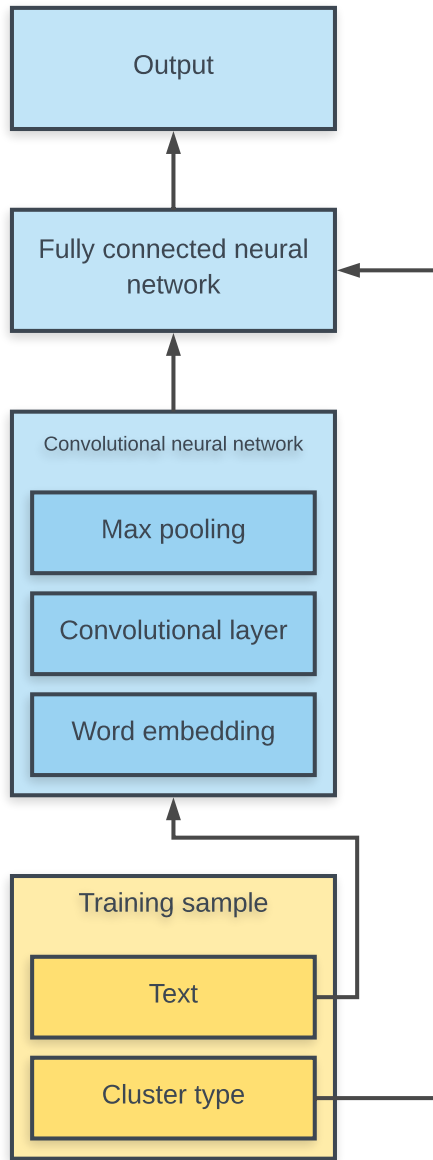 Output
Fully connected neural
network
Convolutional neural network
Max pooling
Convolutional layer
Word embedding
Training sample
Text
Cluster type